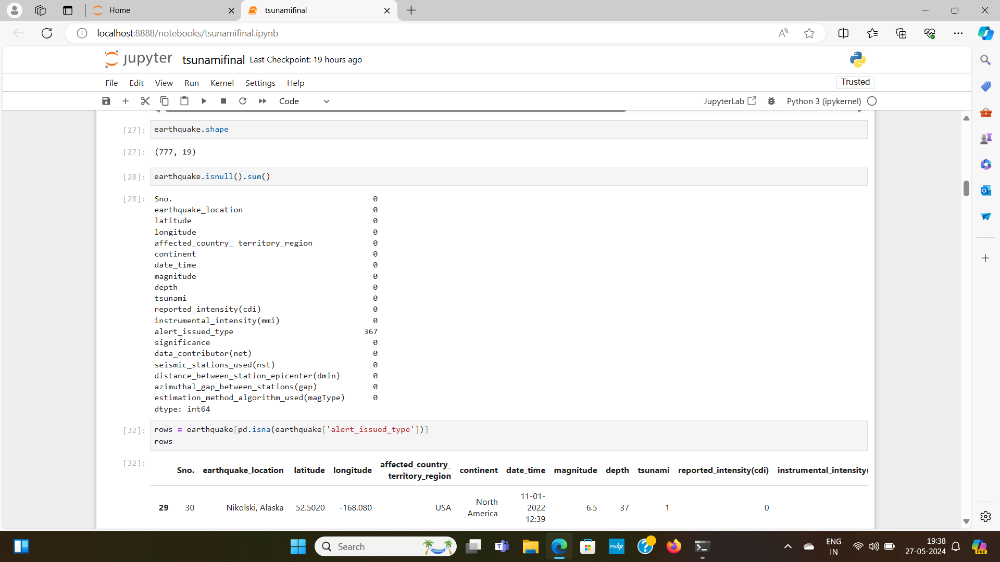 Home
tsunamifinal
localhost:8888/notebooks/tsunamifinal.ipynb
jupyter tsunamifinal Last Checkpoint: 19 hours ago
File Edit View Run Kernel Settings Help
Trusted
Code
JupyterLab
Python 3 (ipykernel)
[27]: earthquake.shape
[27]: (777, 19)
[28]: earthquake.isnull().sum()
[28]: Sno. 0
earthquake_location 0
latitude 0
longitude 0
affected_country_ territory_region 0
continent 0
date_time 0
magnitude 0
depth 0
tsunami 0
reported_intensity(cdi) 0
instrumental_intensity(mmi) 0
alert_issued_type 367
significance 0
data_contributor(net) 0
seismic_stations_used(nst) 0
distance_between_station_epicenter(dmin) 0
azimuthal_gap_between_stations(gap) 0
estimation_method_algorithm_used(magType) 0
dtype: int64
[32]: rows = earthquake[pd.isna(earthquake['alert_issued_type'])]
rows
[32]:
Sno. earthquake_location latitude longitude affected_country_ territory_region continent date_time magnitude depth tsunami reported_intensity(cdi) instrumental_intensity(
29 30 Nikolski, Alaska 52.5020 -168.080 USA North America 11-01-2022 12:39 6.5 37 1 0
Search
myhp
ENG
IN
19:38
27-05-2024
PRE